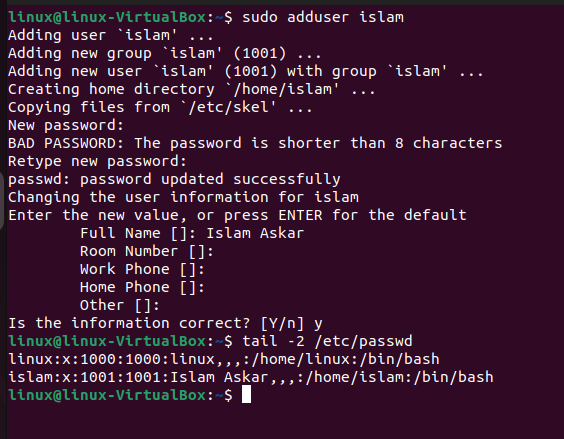 linux@linux-VirtualBox:~$ sudo adduser islam
Adding user `islam' ...
Adding new group `islam' (1001) ...
Adding new user `islam' (1001) with group `islam' ...
Creating home directory `/home/islam' ...
Copying files from `/etc/skel' ...
New password:
BAD PASSWORD: The password is shorter than 8 characters
Retype new password:
passwd: password updated successfully
Changing the user information for islam
Enter the new value, or press ENTER for the default
        Full Name []: Islam Askar
        Room Number []:
        Work Phone []:
        Home Phone []:
        Other []:
Is the information correct? [Y/n] y
linux@linux-VirtualBox:~$ tail -2 /etc/passwd
linux:x:1000:1000:linux,,,:/home/linux:/bin/bash
islam:x:1001:1001:Islam Askar,,,:/home/islam:/bin/bash
linux@linux-VirtualBox:~$